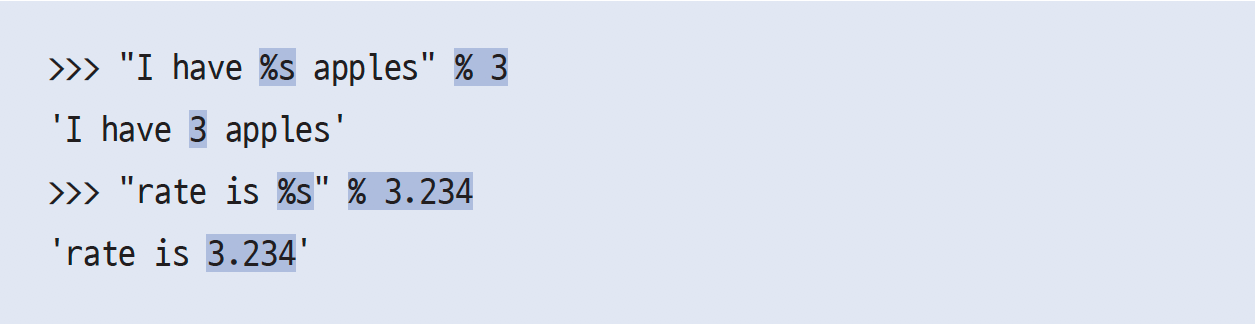 >>> "I have %s apples" % 3
'I have 3 apples'
>>> "rate is %s" % 3.234
'rate is 3.234'